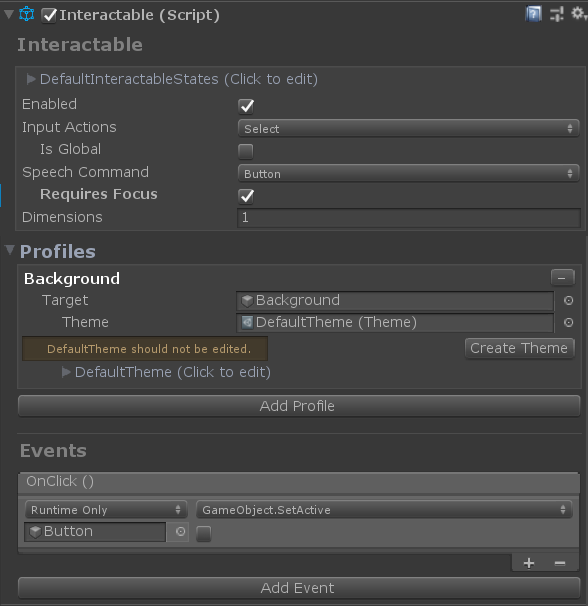 Interactable (Script)
Interactable
DefaultInteractableStates (Click to edit)
Enabled
Input Actions Select
Is Global
Speech Command Button
Requires Focus
Dimensions 1
Profiles
Background
Target Background
Theme DefaultTheme (Theme)
DefaultTheme should not be edited. Create Theme
DefaultTheme (Click to edit)
Add Profile
Events
OnClick ()
Runtime Only GameObject.SetActive
Button
Add Event